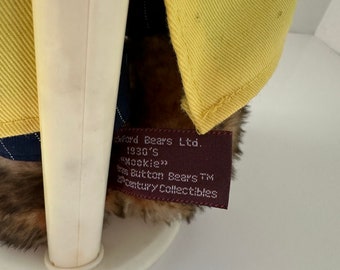 Bears Ltd.
1930'S
"Mookie"
Button Bears™
Century Collectibles